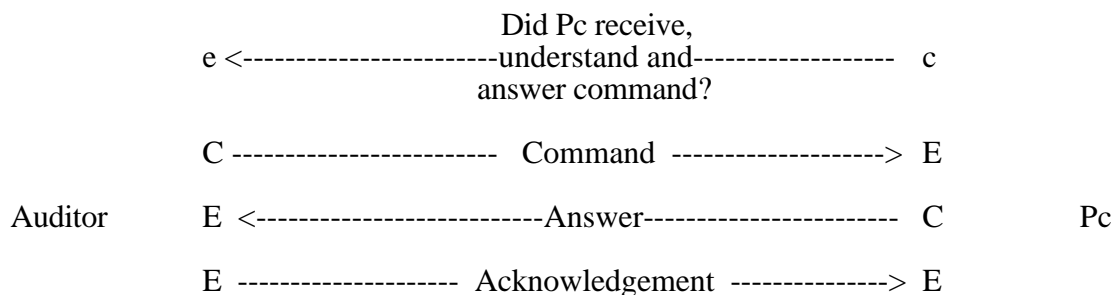 Did Pc receive,
e <------------------------understand and------------------- c
answer command?
C ------------------------- Command --------------------> E
Auditor E <---------------------------Answer------------------------ C Pc
E --------------------- Acknowledgement ---------------> E